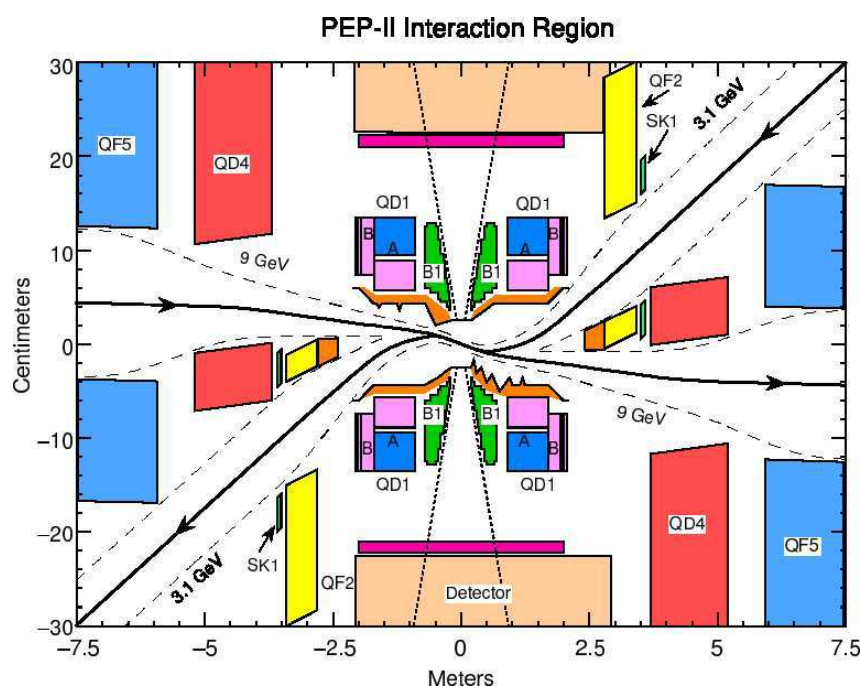 PEP-II Interaction Region
30
20
10
0
−10
−20
−30
Centimeters
−7.5
−5
−2.5
0
2.5
5
7.5
Meters
QF5
QD4
QF2
SK1
3.1 GeV
QD1
QD1
B
A
B1
B1
A
B
9 GeV
9 GeV
B
A
B1
B1
A
B
QD1
QD1
SK1
QF2
3.1 GeV
QD4
QF5
Detector